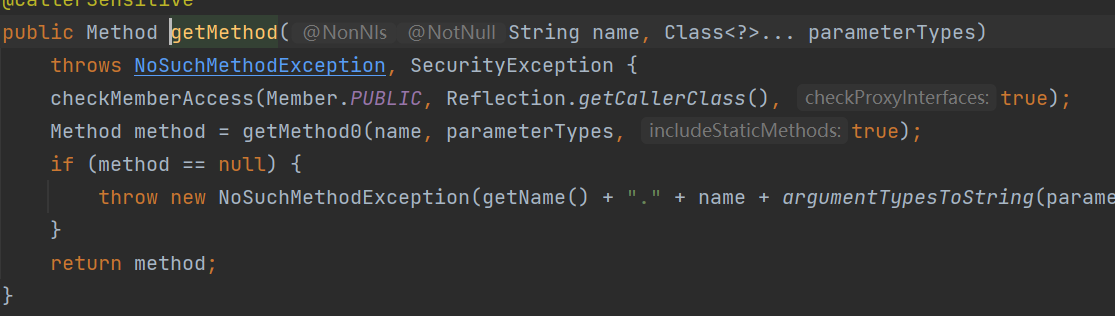 @CallerSensitive
public Method getMethod( @NonNls @NotNull String name, Class<?>... parameterTypes)
throws NoSuchMethodException, SecurityException {
checkMemberAccess(Member.PUBLIC, Reflection.getCallerClass(), checkProxyInterfaces: true);
Method method = getMethod0(name, parameterTypes, includeStaticMethods: true);
if (method == null) {
throw new NoSuchMethodException(getName() + "." + name + argumentTypesToString(parame
}
return method;
}